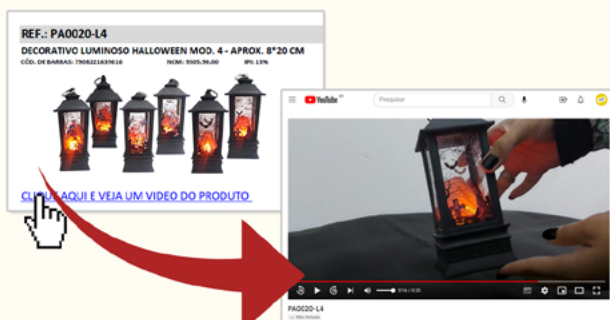 REF.: PA0020-L4
DECORATIVO LUMINOSO HALLOWEEN MOD. 4 - APROX. 8*20 CM
CÓD. DE BARRAS: 7908221639616 NCM: 9505.90.00 IPI: 13%
CLIQUE AQUI E VEJA UM VIDEO DO PRODUTO
YouTube
Pesquisar
PA0020-L4